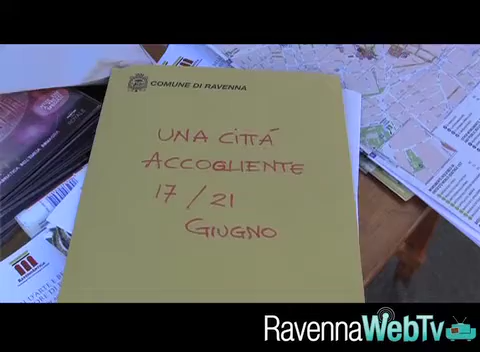 COMUNE DI RAVENNA
UNA CITTÁ
ACCOGLIENTE
17 / 21
GIUGNO
RavennaWebTv